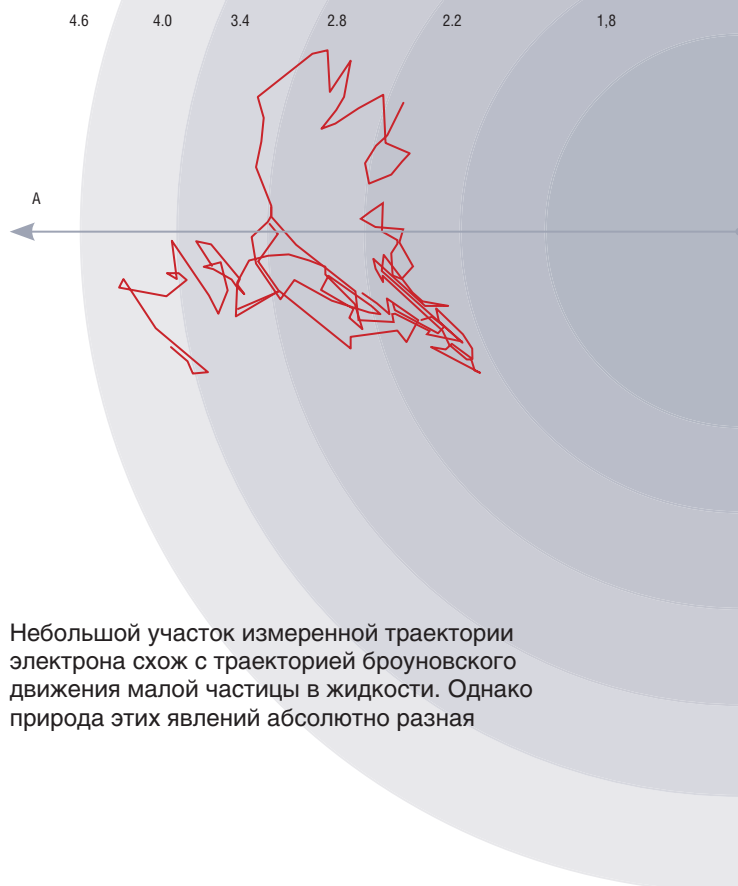 4.6 4.0 3.4 2.8 2.2 1,8
A
Небольшой участок измеренной траектории
электрона схож с траекторией броуновского
движения малой частицы в жидкости. Однако
природа этих явлений абсолютно разная